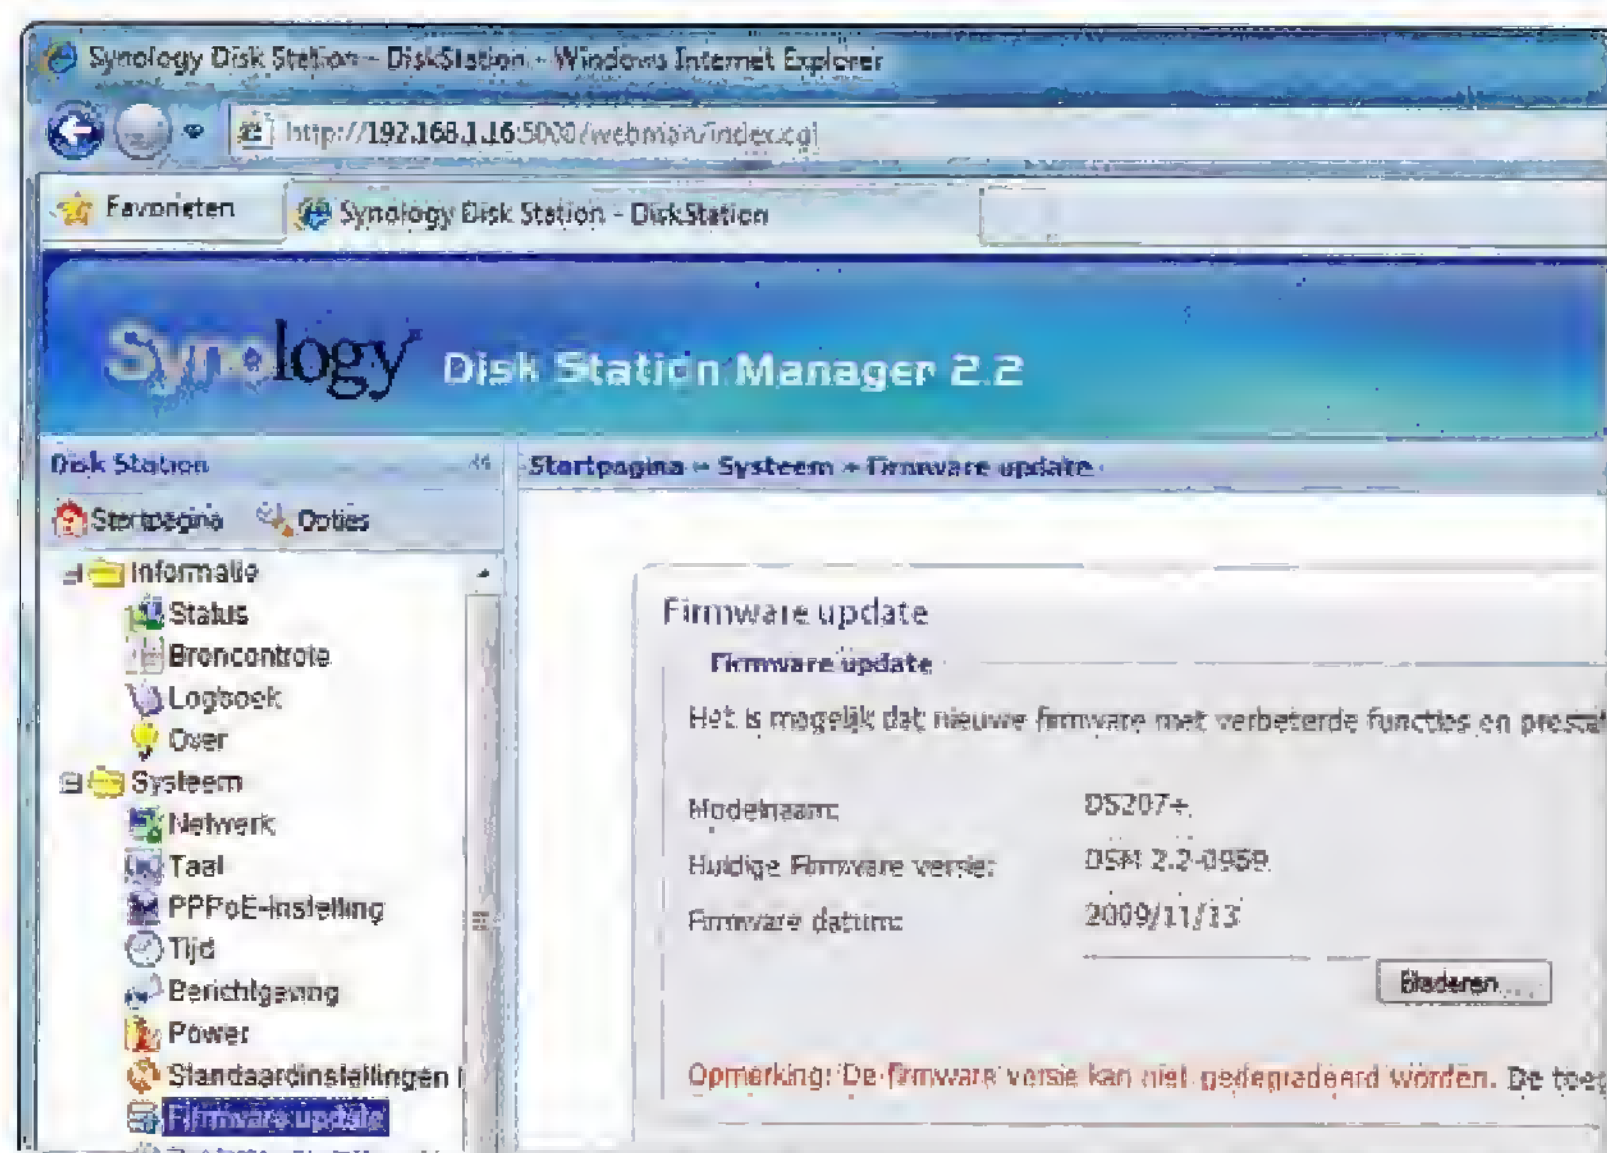 Synology Disk Station - DiskStation - Windows Internet Explorer
http://192.168.1.16:5000/webman/index.cgi
Favorieten
Synology Disk Station - DiskStation
Synology Disk Station Manager 2.2
Disk Station
Startpagina
Opties
Startpagina - Systeem - Firmware update
Informatie
Status
Broncontrole
Logboek
Over
Systeem
Netwerk
Taal
PPPoE-instelling
Tijd
Berichtgeving
Power
Standaardinstellingen
Firmware update
Firmware update
Firmware update
Het is mogelijk dat nieuwe firmware met verbeterde functies en prestat
Modelnaam: DS207+
Huidige Firmware versie: DSM 2.2-0959
Firmware datum: 2009/11/13
Bladeren...
Opmerking: De firmware versie kan niet gedegradeerd worden. De toeg